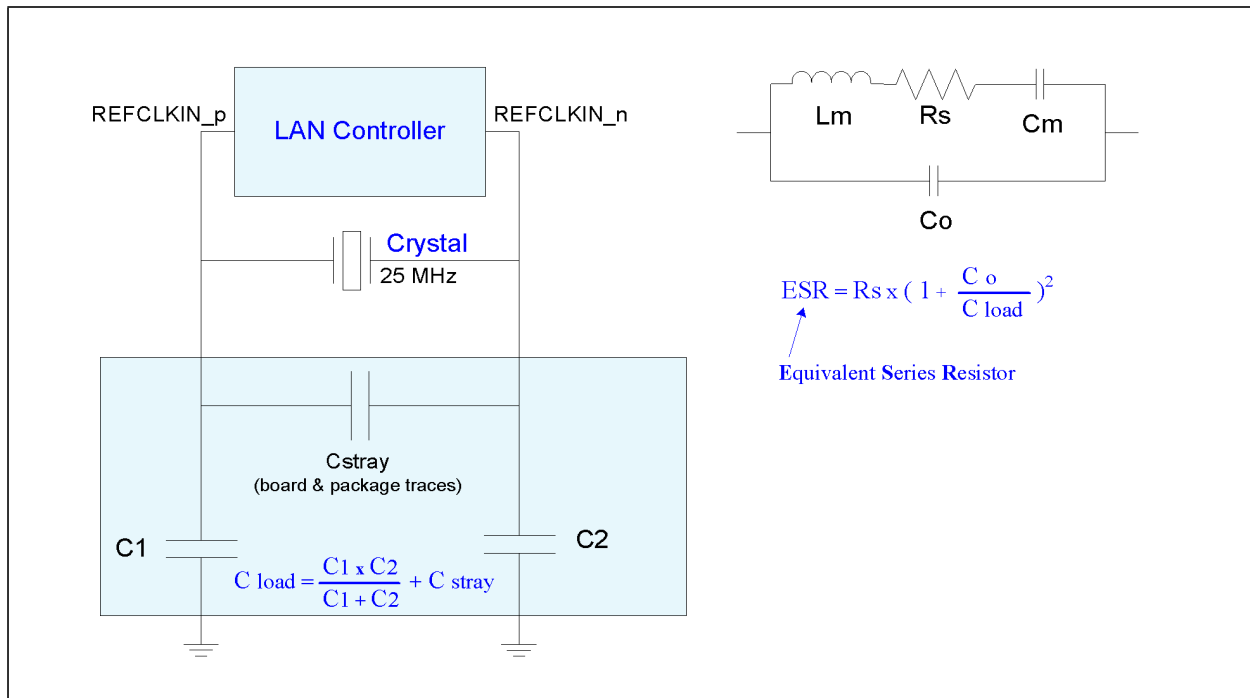 REFCLKIN_p
LAN Controller
REFCLKIN_n
Crystal
25 MHz
Cstray
(board & package traces)
C1
C2
C load = C1 x C2 / C1 + C2 + C stray
Lm
Rs
Cm
Co
ESR = Rs x ( 1 + C o / C load )²
Equivalent Series Resistor